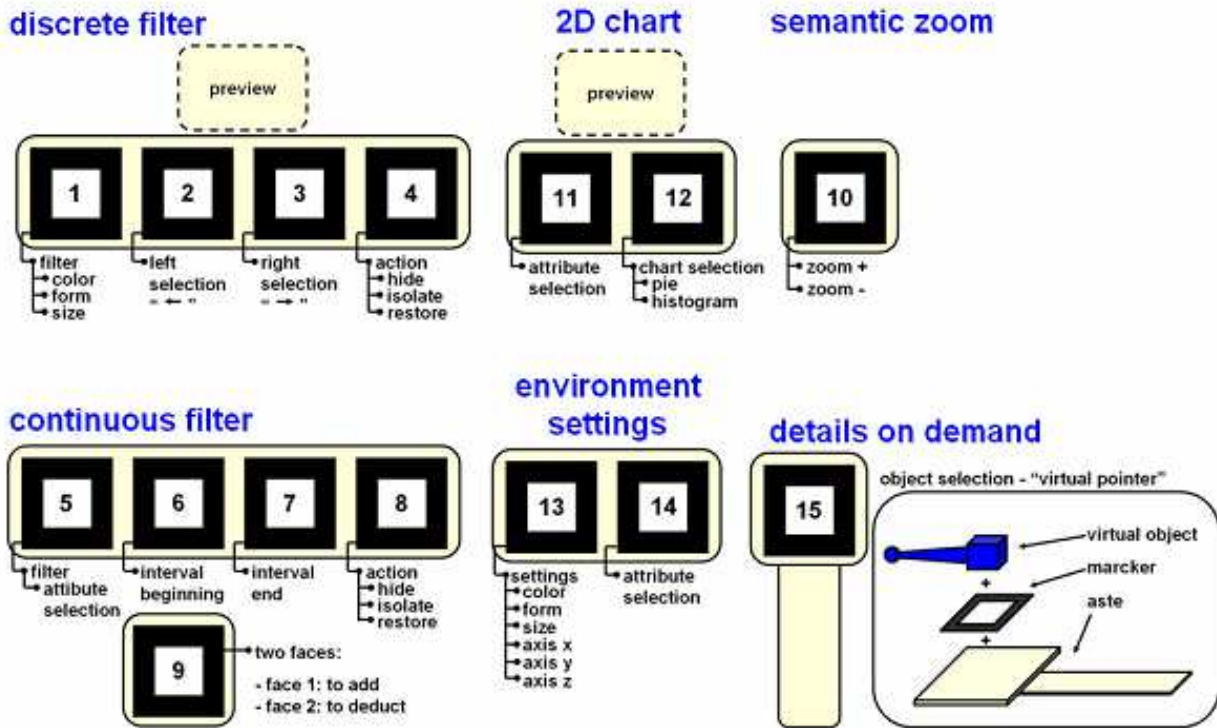 discrete filter
2D chart
semantic zoom
preview
preview
1
2
3
4
11
12
10
filter
color
form
size
left
selection
" ← "
right
selection
" → "
action
hide
isolate
restore
attribute
selection
chart selection
pie
histogram
zoom +
zoom -
continuous filter
environment
settings
details on demand
5
6
7
8
13
14
15
filter
attibute
selection
interval
beginning
interval
end
action
hide
isolate
restore
9
two faces:
- face 1: to add
- face 2: to deduct
settings
color
form
size
axis x
axis y
axis z
attribute
selection
object selection - “virtual pointer”
virtual object
+
marcker
+
aste